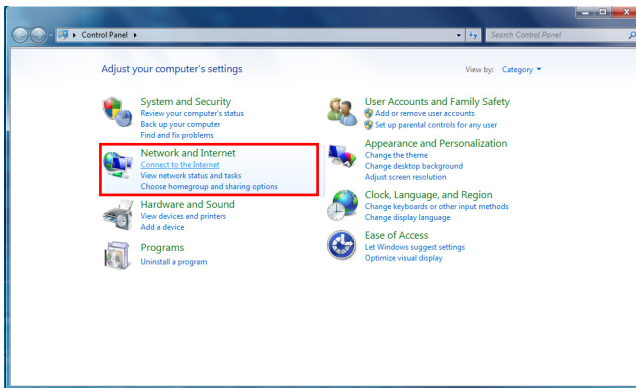 Control Panel
Search Control Panel
Adjust your computer's settings
View by: Category
System and Security
Review your computer's status
Back up your computer
Find and fix problems
Network and Internet
Connect to the Internet
View network status and tasks
Choose homegroup and sharing options
Hardware and Sound
View devices and printers
Add a device
Programs
Uninstall a program
User Accounts and Family Safety
Add or remove user accounts
Set up parental controls for any user
Appearance and Personalization
Change the theme
Change desktop background
Adjust screen resolution
Clock, Language, and Region
Change keyboards or other input methods
Change display language
Ease of Access
Let Windows suggest settings
Optimize visual display